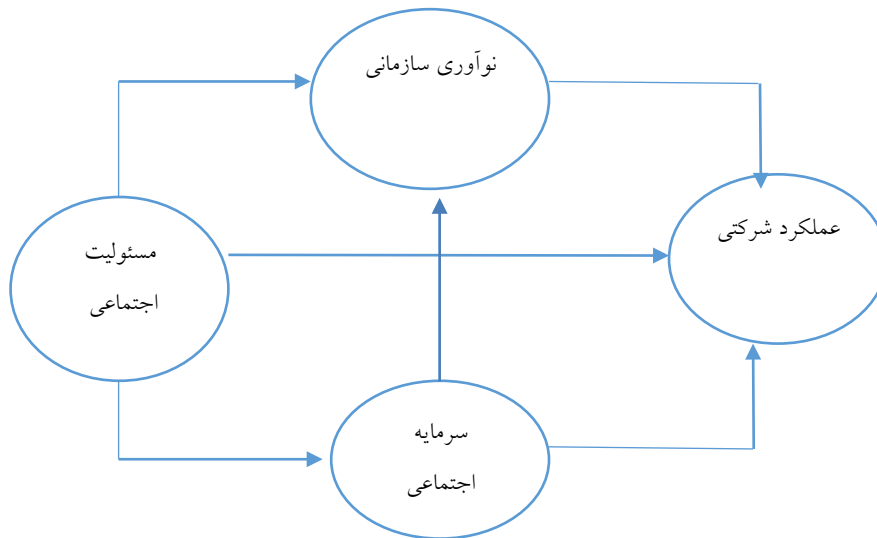 نوآوری سازمانی
عملکرد شرکتی
مسئولیت
اجتماعی
سرمایه
اجتماعی